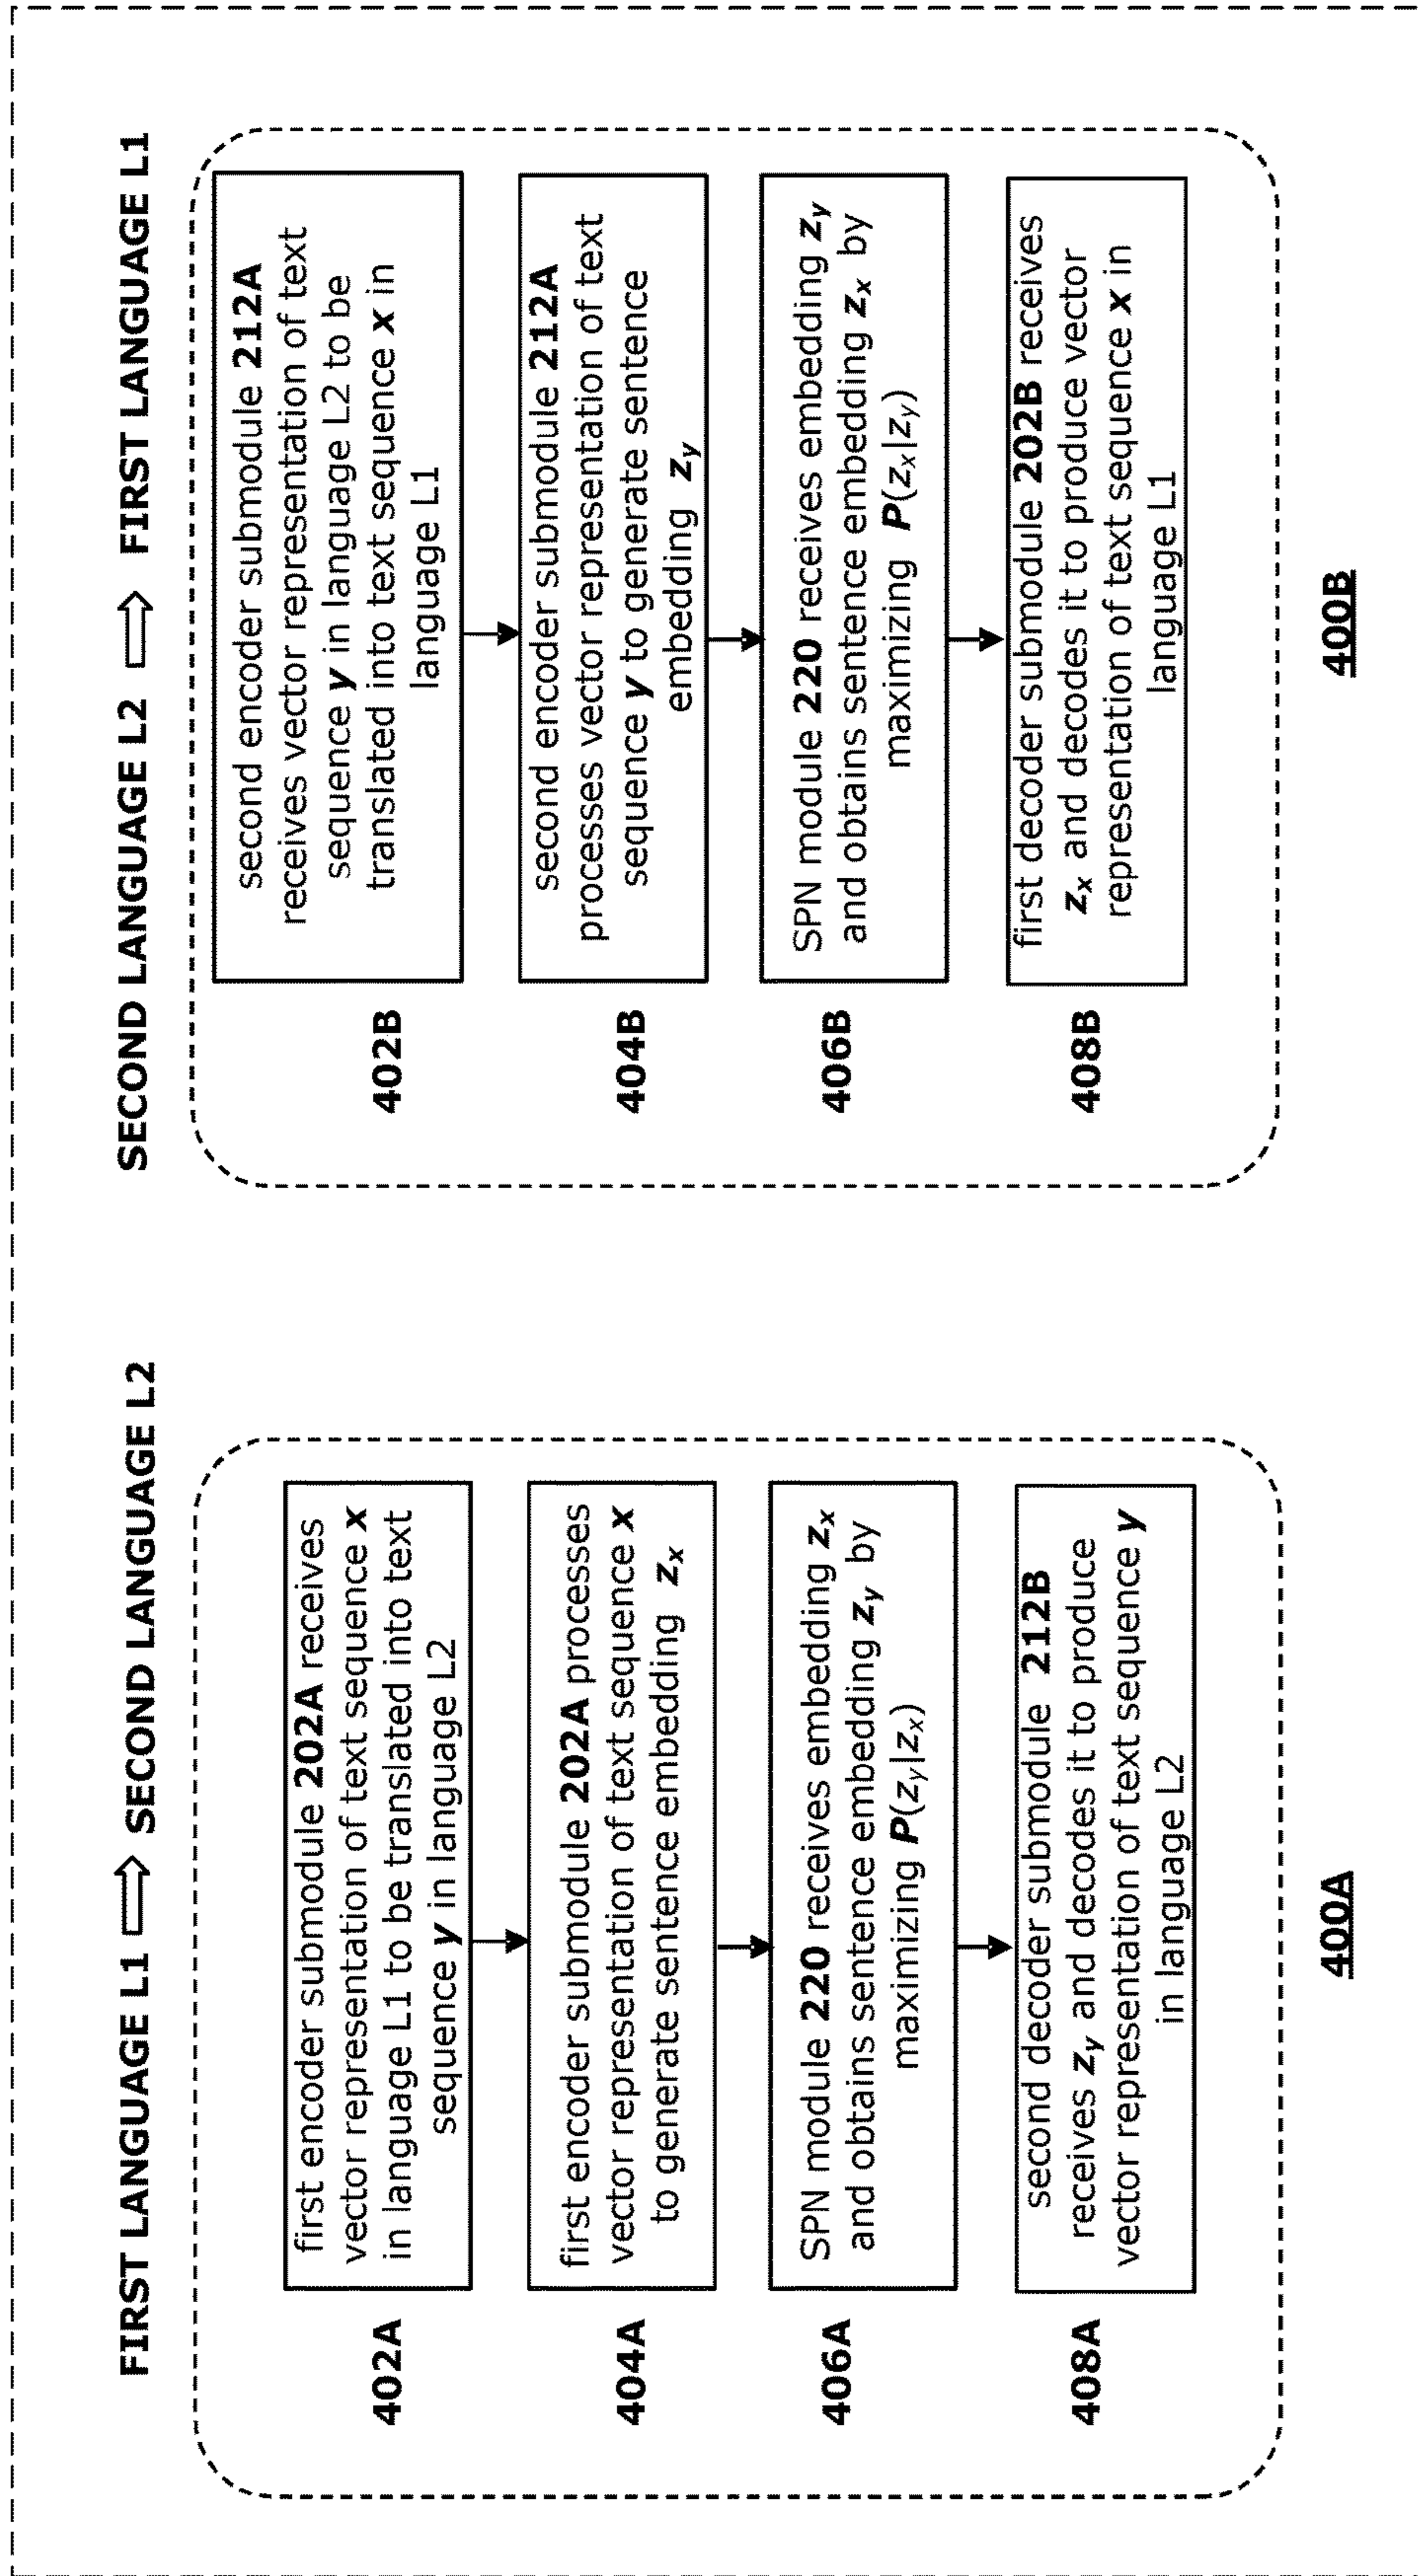 FIRST LANGUAGE L1 ⇨ SECOND LANGUAGE L2
402A
first encoder submodule 202A receives
vector representation of text sequence x
in language L1 to be translated into text
sequence y in language L2
404A
first encoder submodule 202A processes
vector representation of text sequence x
to generate sentence embedding zx
406A
SPN module 220 receives embedding zx
and obtains sentence embedding zy by
maximizing P(zy|zx)
408A
second decoder submodule 212B
receives zy and decodes it to produce
vector representation of text sequence y
in language L2
400A
SECOND LANGUAGE L2 ⇨ FIRST LANGUAGE L1
402B
second encoder submodule 212A
receives vector representation of text
sequence y in language L2 to be
translated into text sequence x in
language L1
404B
second encoder submodule 212A
processes vector representation of text
sequence y to generate sentence
embedding zy
406B
SPN module 220 receives embedding zy
and obtains sentence embedding zx by
maximizing P(zx|zy)
408B
first decoder submodule 202B receives
zx and decodes it to produce vector
representation of text sequence x in
language L1
400B